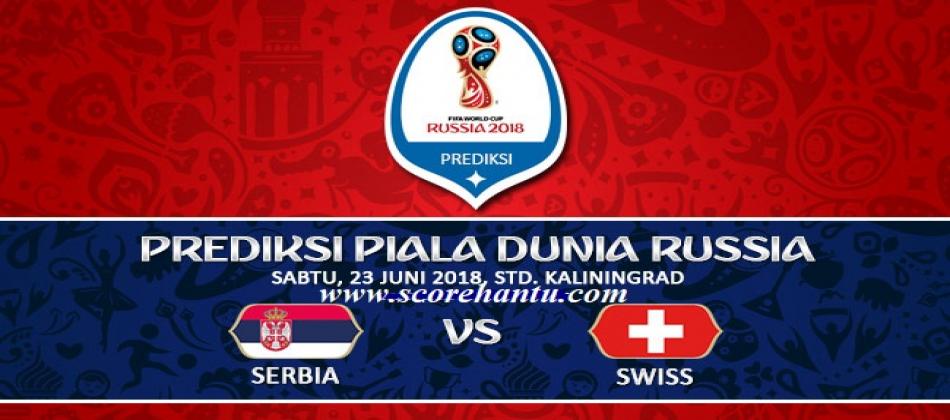 FIFA WORLD CUP
RUSSIA 2018
PREDIKSI
PREDIKSI PIALA DUNIA RUSSIA
SABTU, 23 JUNI 2018, STD. KALININGRAD
www.scorehantu.com
VS
SERBIA
SWISS